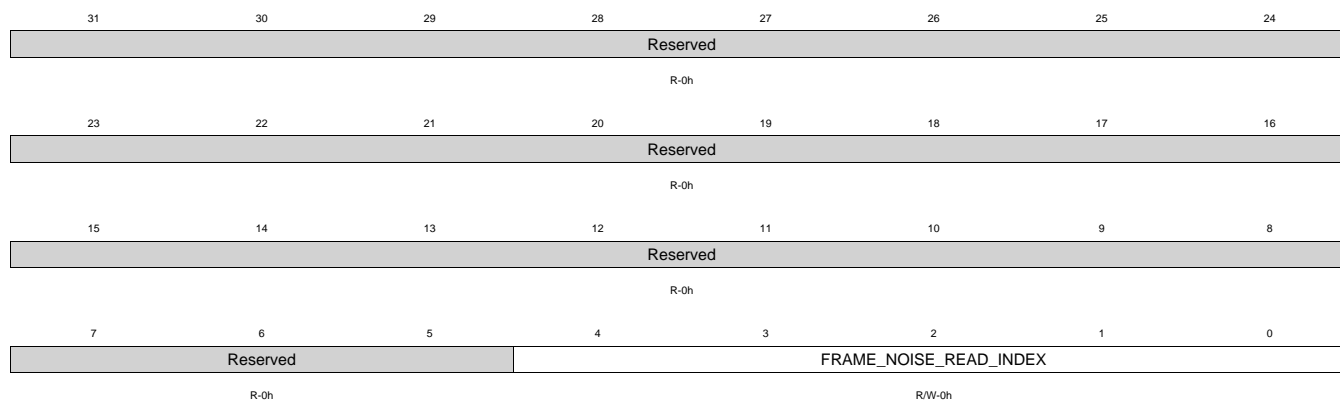 31 30 29 28 27 26 25 24
Reserved
R-0h
23 22 21 20 19 18 17 16
Reserved
R-0h
15 14 13 12 11 10 9 8
Reserved
R-0h
7 6 5 4 3 2 1 0
Reserved FRAME_NOISE_READ_INDEX
R-0h R/W-0h